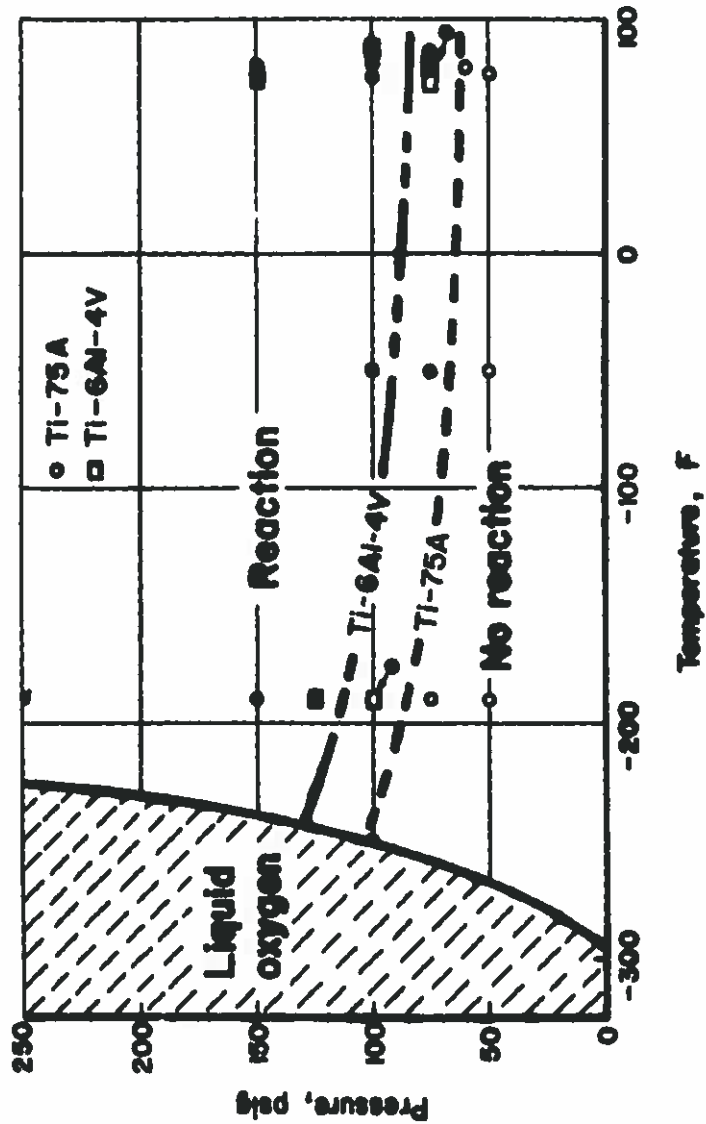 250
200
150
100
50
0
Pressure, psig
-300
-200
-100
0
100
Temperature, F
Ti-75A
Ti-6Al-4V
Liquid
oxygen
Reaction
Ti-6Al-4V
Ti-75A
No reaction